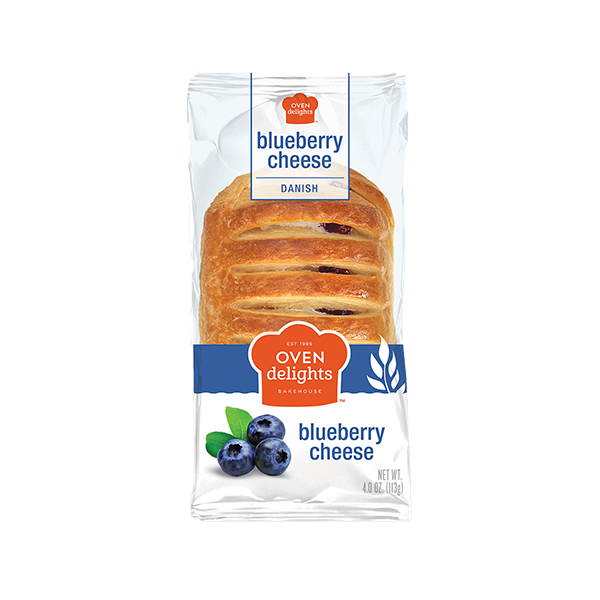 OVEN
delights
blueberry
cheese
DANISH
EST 1986
OVEN
delights
BAKEHOUSE
TM
blueberry
cheese
NET WT.
4.0 OZ. (113g)